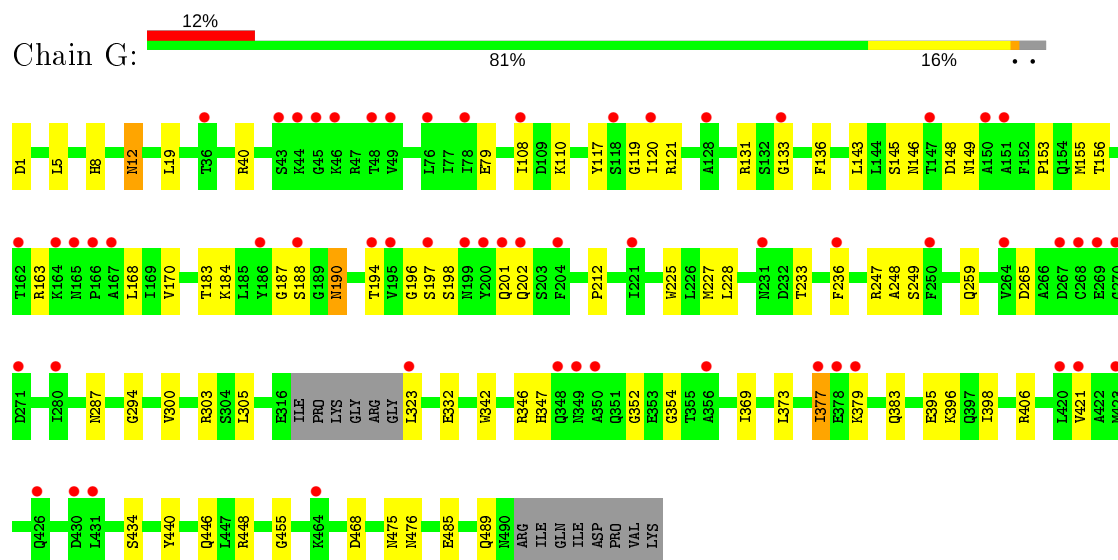 12%
Chain G:
81% 16% • •
D1 L5 H8 N12 L19 T36 R40 S43 K44 G45 K46 R47 T48 V49 L76 I77 I78 E79 I108 D109 K110 Y117 S118 G119 I120 R121 A128 R131 S132 G133 F136 L143 L144 S145 N146 T147 D148 N149 A150 A151 F152 P153 Q154 M155 T156
T162 R163 K164 N165 P166 A167 L168 I169 V170 T183 K184 L185 Y186 G187 S188 G189 N190 T194 V195 G196 S197 S198 N199 Y200 Q201 Q202 S203 F204 P212 I221 W225 L226 M227 L228 N231 D232 T233 F236 R247 A248 S249 F250 Q259 V264 D265 A266 D267 C268 E269
D271 I280 N287 G294 V300 R303 S304 L305 E316 ILE PRO LYS GLY ARG GLY L323 E332 W342 R346 H347 Q348 N349 A350 Q351 G352 E353 G354 T355 A356 I369 L373 I377 E378 K379 Q383 E395 K396 Q397 I398 R406 L420 V421 A422
Q426 D430 L431 S434 Y440 Q446 L447 R448 G455 K464 D468 N475 N476 E485 Q489 N490 ARG ILE GLN ILE ASP PRO VAL LYS